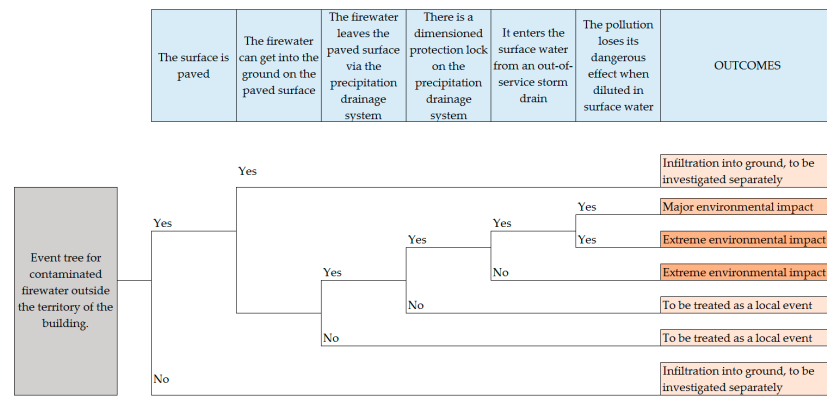 The surface is
paved
The firewater
can get into the
ground on the
paved surface
The firewater
leaves the
paved surface
via the
precipitation
drainage
system
There is a
dimensioned
protection lock
on the
precipitation
drainage
system
It enters the
surface water
from an out-of-
service storm
drain
The pollution
loses its
dangerous
effect when
diluted in
surface water
OUTCOMES
Yes
Infiltration into ground, to be
investigated separately
Yes
Major environmental impact
Yes
Yes
Yes
Yes
Extreme environmental impact
Event tree for
contaminated
firewater outside
the territory of the
building.
Yes
No
Extreme environmental impact
No
To be treated as a local event
No
To be treated as a local event
No
Infiltration into ground, to be
investigated separately